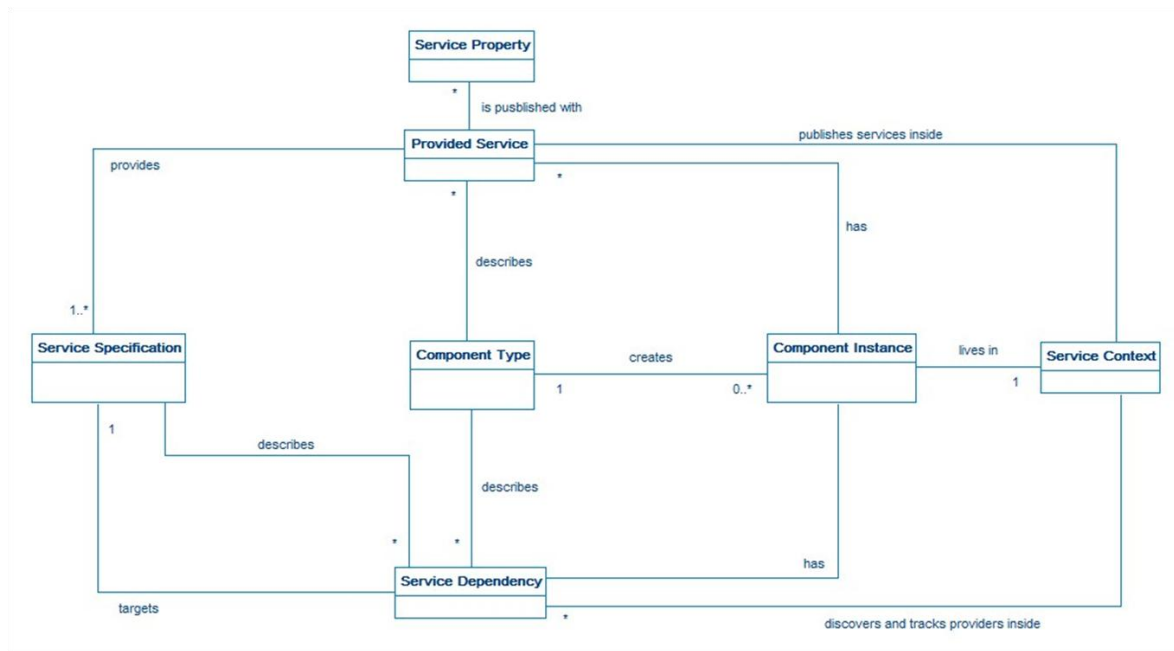 Service Property
*
is pusblished with
Provided Service
publishes services inside
provides
*
*
has
describes
1..*
Service Specification
Component Type
creates
Component Instance
lives in
Service Context
1
0..*
1
1
describes
describes
*
*
has
Service Dependency
targets
*
discovers and tracks providers inside